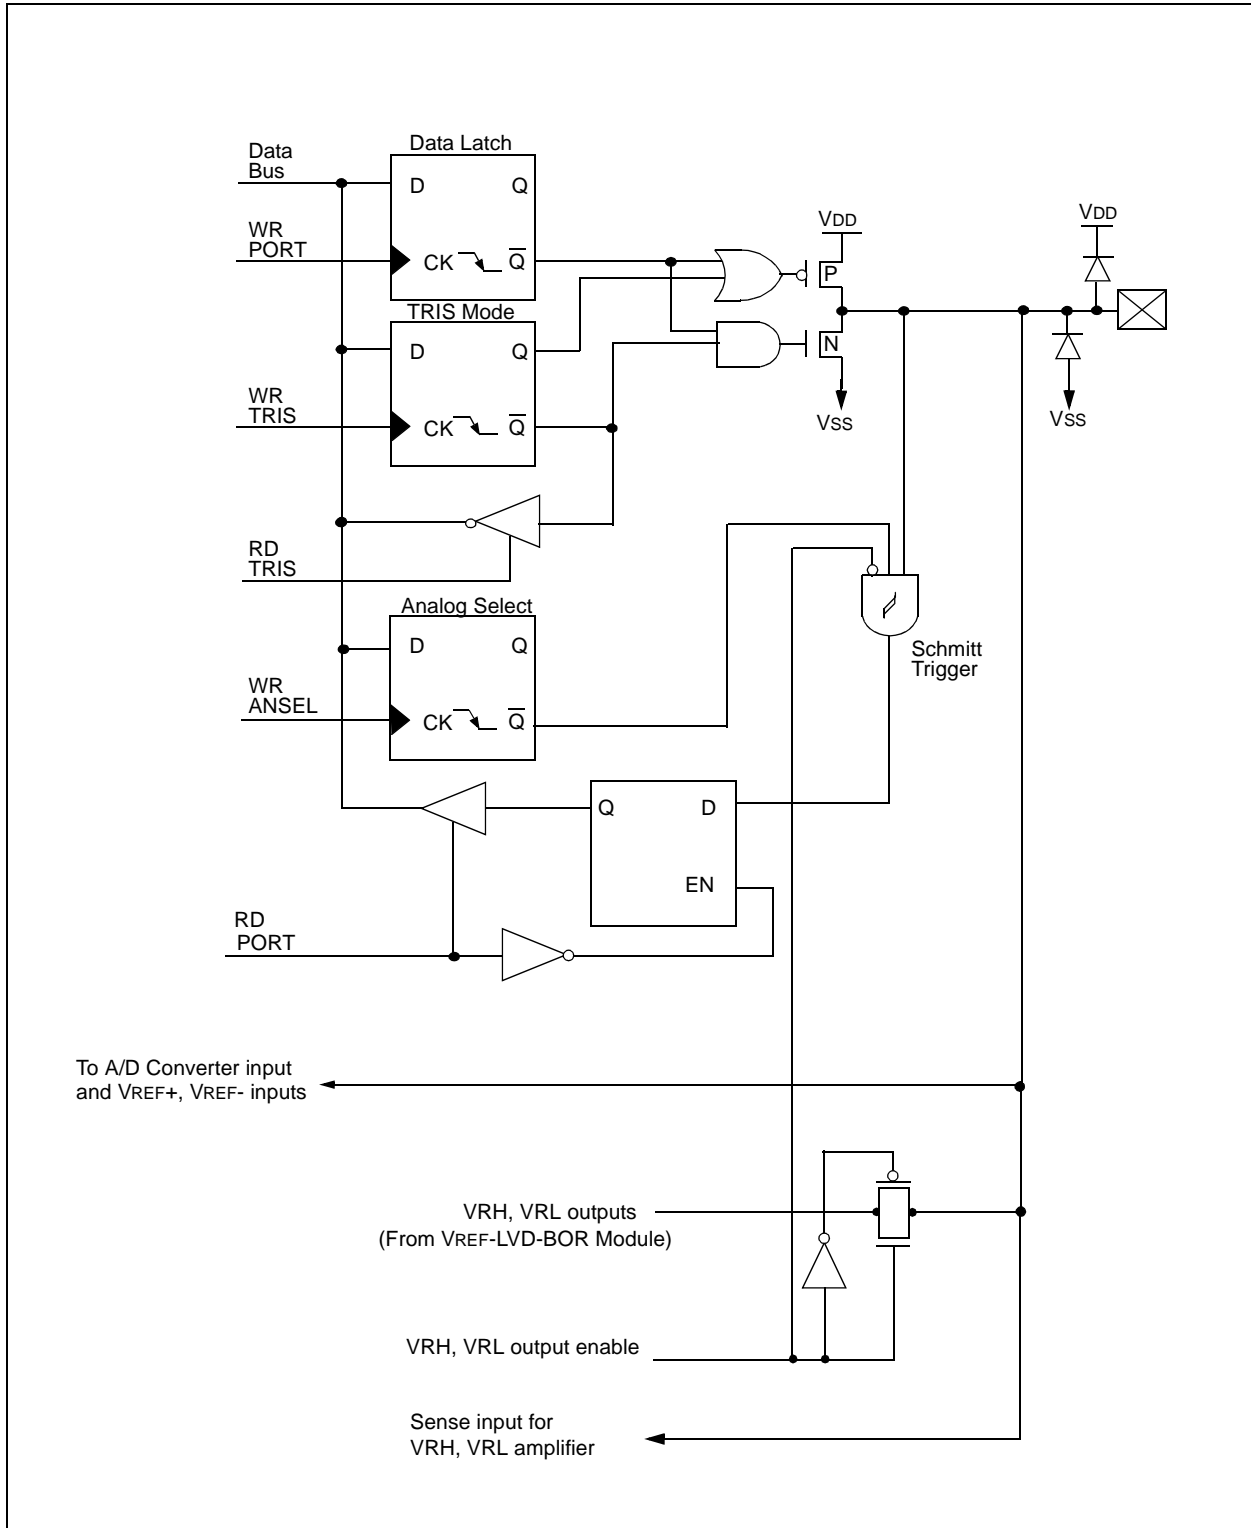 Data Latch
Data
Bus
D
Q
WR
PORT
CK
Q̅
VDD
P
VDD
TRIS Mode
D
Q
N
WR
TRIS
CK
Q̅
VSS
VSS
RD
TRIS
Analog Select
D
Q
Schmitt
Trigger
WR
ANSEL
CK
Q̅
Q
D
EN
RD
PORT
To A/D Converter input
and VREF+, VREF- inputs
VRH, VRL outputs
(From VREF-LVD-BOR Module)
VRH, VRL output enable
Sense input for
VRH, VRL amplifier